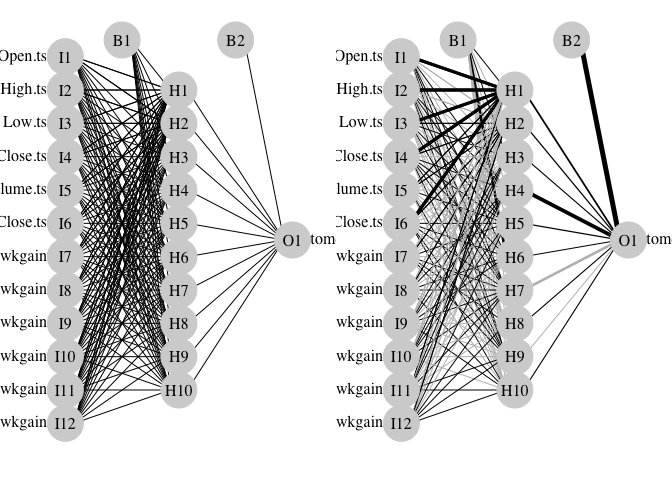 B1 B2 B1 B2
Open.ts I1 Open.ts I1
High.ts I2 H1 High.ts I2 H1
Low.ts I3 H2 Low.ts I3 H2
Close.ts I4 H3 Close.ts I4 H3
lume.ts I5 H4 lume.ts I5 H4
Close.ts I6 H5 Close.ts I6 H5
O1 tom O1 tom
wkgain I7 H6 wkgain I7 H6
wkgain I8 H7 wkgain I8 H7
wkgain I9 H8 wkgain I9 H8
wkgain I10 H9 wkgain I10 H9
wkgain I11 H10 wkgain I11 H10
wkgain I12 wkgain I12